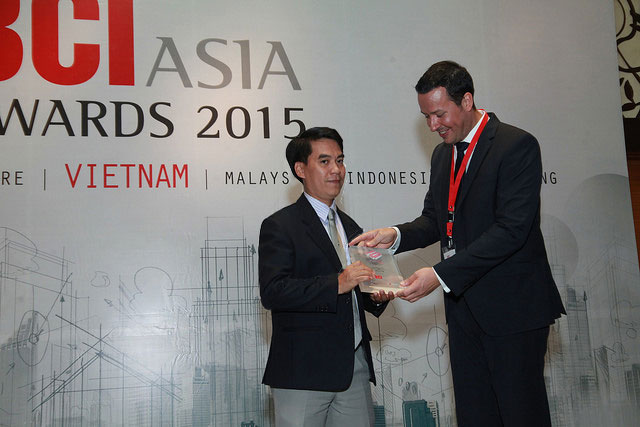 BCI ASIA
WARDS 2015
RE | VIETNAM | MALAYS INDONESI NG